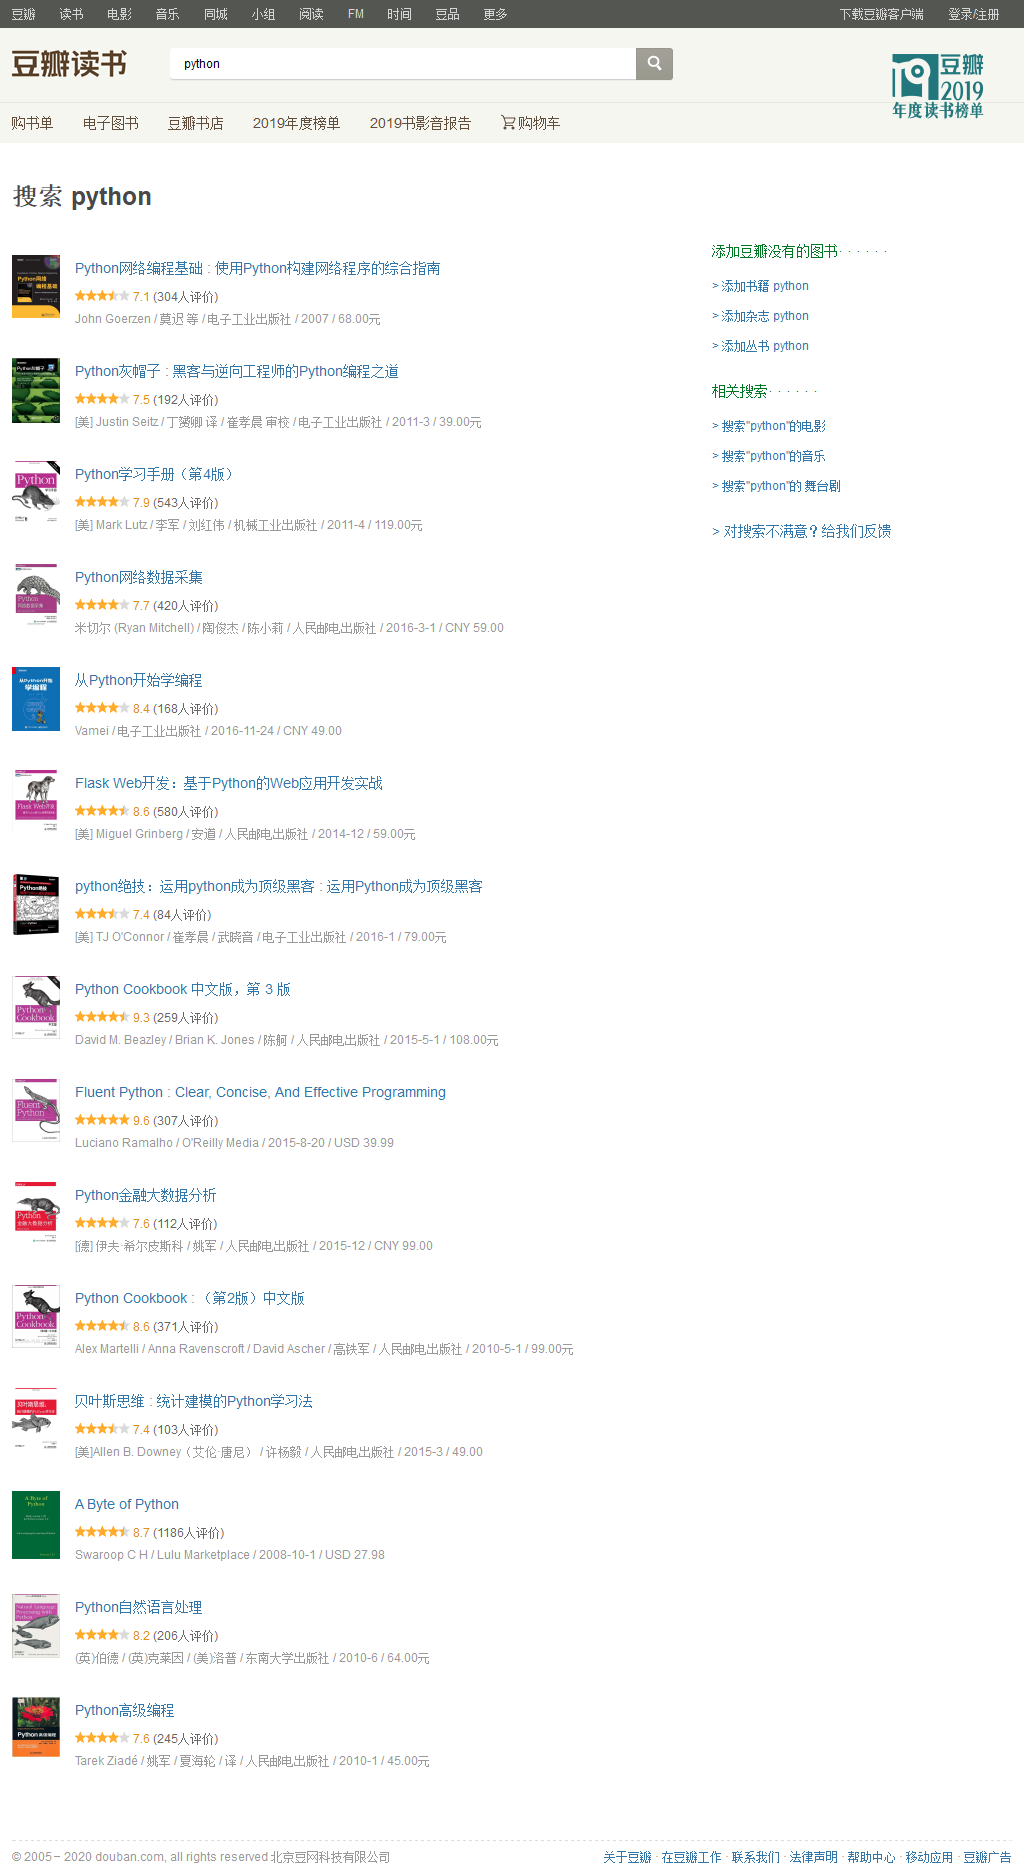 豆瓣 读书 电影 音乐 同城 小组 阅读 FM 时间 豆品 更多 下载豆瓣客户端 登录/注册
豆瓣读书 python 豆瓣 2019 年度读书榜单
购书单 电子图书 豆瓣书店 2019年度榜单 2019书影音报告 购物车
搜索 python
Python网络编程基础 : 使用Python构建网络程序的综合指南
7.1 (304人评价)
John Goerzen / 莫迟 等 / 电子工业出版社 / 2007 / 68.00元
Python灰帽子 : 黑客与逆向工程师的Python编程之道
7.5 (192人评价)
[美] Justin Seitz / 丁赟卿 译 / 崔孝晨 审校 / 电子工业出版社 / 2011-3 / 39.00元
Python学习手册（第4版）
7.9 (543人评价)
[美] Mark Lutz / 李军 / 刘红伟 / 机械工业出版社 / 2011-4 / 119.00元
Python网络数据采集
7.7 (420人评价)
米切尔 (Ryan Mitchell) / 陶俊杰 / 陈小莉 / 人民邮电出版社 / 2016-3-1 / CNY 59.00
从Python开始学编程
8.4 (168人评价)
Vamei / 电子工业出版社 / 2016-11-24 / CNY 49.00
Flask Web开发：基于Python的Web应用开发实战
8.6 (580人评价)
[美] Miguel Grinberg / 安道 / 人民邮电出版社 / 2014-12 / 59.00元
python绝技：运用python成为顶级黑客 : 运用Python成为顶级黑客
7.4 (84人评价)
[美] TJ O'Connor / 崔孝晨 / 武晓音 / 电子工业出版社 / 2016-1 / 79.00元
Python Cookbook 中文版，第 3 版
9.3 (259人评价)
David M. Beazley / Brian K. Jones / 陈舸 / 人民邮电出版社 / 2015-5-1 / 108.00元
Fluent Python : Clear, Concise, And Effective Programming
9.6 (307人评价)
Luciano Ramalho / O'Reilly Media / 2015-8-20 / USD 39.99
Python金融大数据分析
7.6 (112人评价)
[德] 伊夫·希尔皮斯科 / 姚军 / 人民邮电出版社 / 2015-12 / CNY 99.00
Python Cookbook : （第2版）中文版
8.6 (371人评价)
Alex Martelli / Anna Ravenscroft / David Ascher / 高铁军 / 人民邮电出版社 / 2010-5-1 / 99.00元
贝叶斯思维 : 统计建模的Python学习法
7.4 (103人评价)
[美]Allen B. Downey（艾伦·唐尼） / 许杨毅 / 人民邮电出版社 / 2015-3 / 49.00
A Byte of Python
8.7 (1186人评价)
Swaroop C H / Lulu Marketplace / 2008-10-1 / USD 27.98
Python自然语言处理
8.2 (206人评价)
(英)伯德 / (英)克莱因 / (美)洛普 / 东南大学出版社 / 2010-6 / 64.00元
Python高级编程
7.6 (245人评价)
Tarek Ziadé / 姚军 / 夏海轮 / 译 / 人民邮电出版社 / 2010-1 / 45.00元
添加豆瓣没有的图书 · · · · · ·
> 添加书籍 python
> 添加杂志 python
> 添加丛书 python
相关搜索 · · · · · ·
> 搜索"python"的电影
> 搜索"python"的音乐
> 搜索"python"的 舞台剧
> 对搜索不满意？给我们反馈
© 2005－2020 douban.com, all rights reserved 北京豆网科技有限公司 关于豆瓣 · 在豆瓣工作 · 联系我们 · 法律声明 · 帮助中心 · 移动应用 · 豆瓣广告